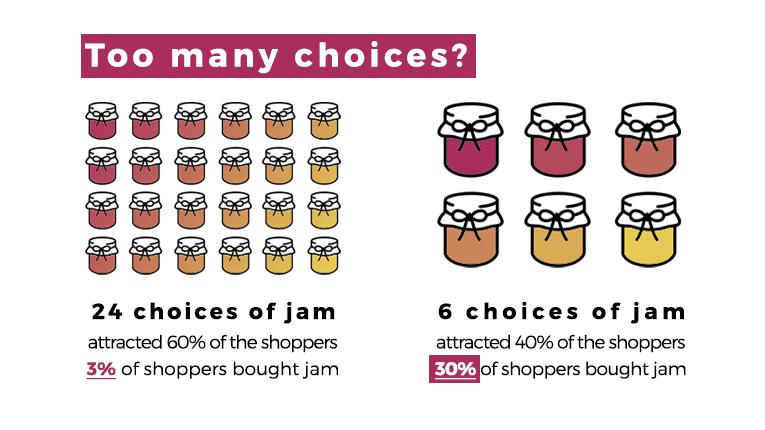 Too many choices?
24 choices of jam
attracted 60% of the shoppers
3% of shoppers bought jam
6 choices of jam
attracted 40% of the shoppers
30% of shoppers bought jam